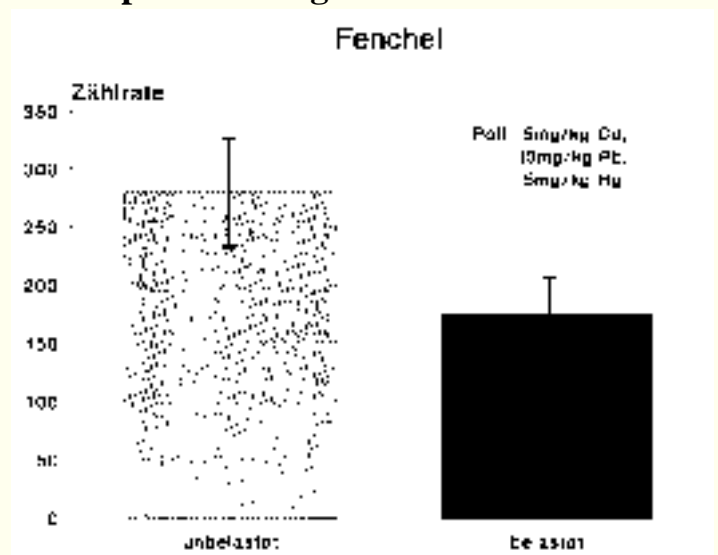 Fenchel
Zählrate
350
Poll 5mg/kg Cd,
10mg/kg Pb,
300
5mg/kg Hg
250
200
150
100
50
0
unbelastet
belastet